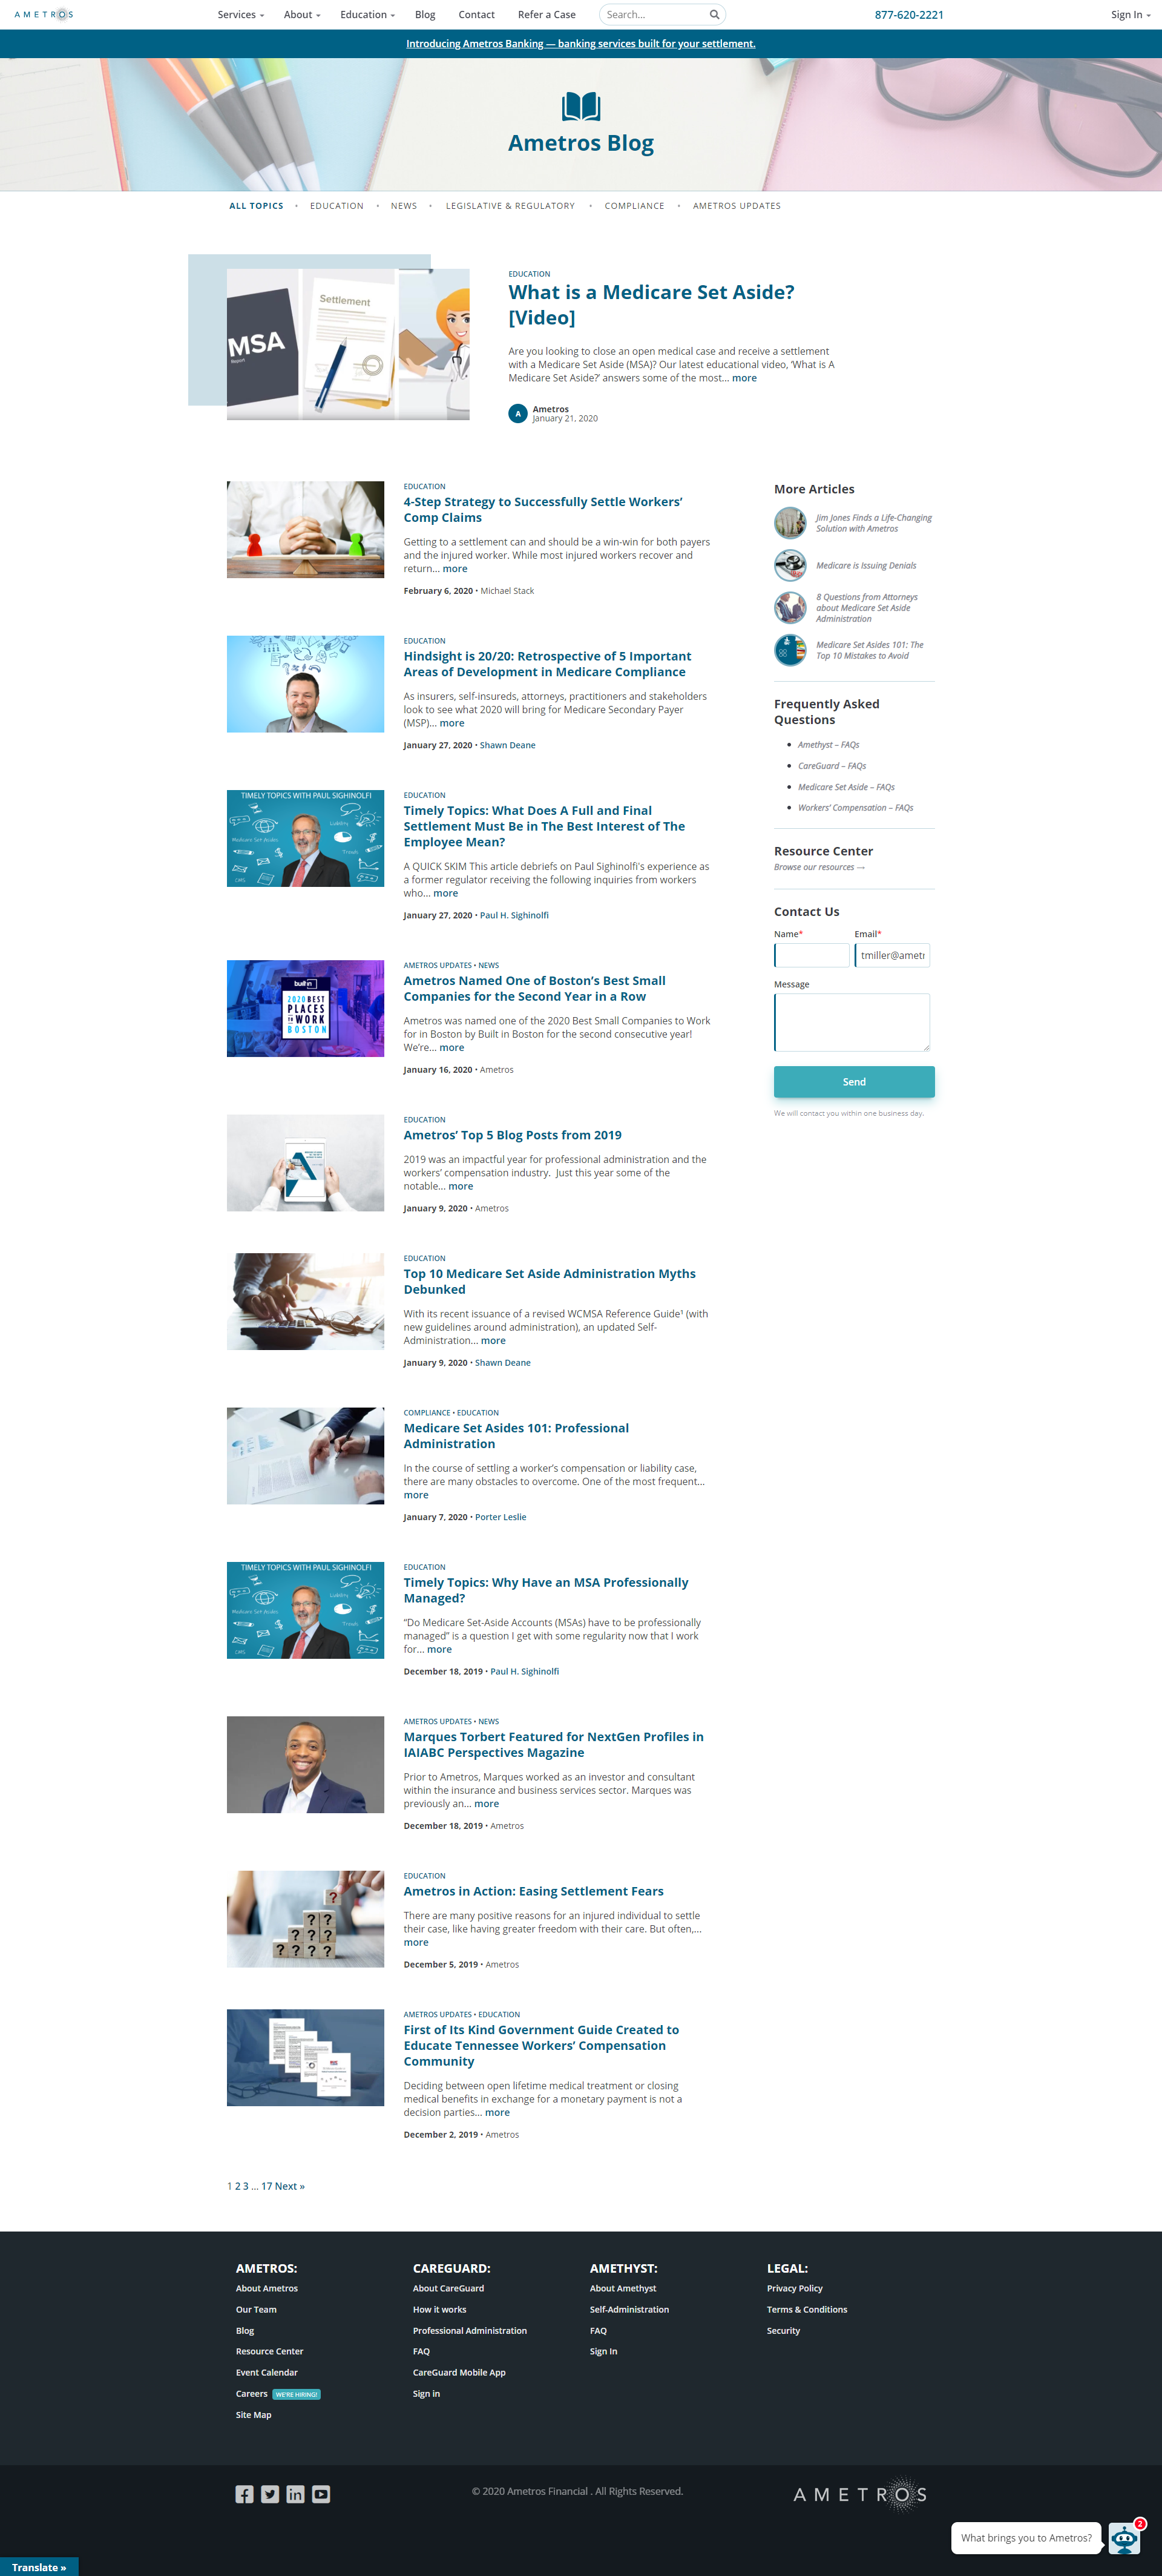 AMETROS
Services
About
Education
Blog
Contact
Refer a Case
Search...
877-620-2221
Sign In
Introducing Ametros Banking — banking services built for your settlement.
Ametros Blog
ALL TOPICS • EDUCATION • NEWS • LEGISLATIVE & REGULATORY • COMPLIANCE • AMETROS UPDATES
MSA
Report
Settlement
EDUCATION
What is a Medicare Set Aside?
[Video]
Are you looking to close an open medical case and receive a settlement
with a Medicare Set Aside (MSA)? Our latest educational video, ‘What is A
Medicare Set Aside?’ answers some of the most... more
A
Ametros
January 21, 2020
EDUCATION
4-Step Strategy to Successfully Settle Workers’
Comp Claims
Getting to a settlement can and should be a win-win for both payers
and the injured worker. While most injured workers recover and
return... more
February 6, 2020 • Michael Stack
EDUCATION
Hindsight is 20/20: Retrospective of 5 Important
Areas of Development in Medicare Compliance
As insurers, self-insureds, attorneys, practitioners and stakeholders
look to see what 2020 will bring for Medicare Secondary Payer
(MSP)... more
January 27, 2020 • Shawn Deane
TIMELY TOPICS WITH PAUL SIGHINOLFI
Liability
Medicare Set Asides
Trends
CMS
EDUCATION
Timely Topics: What Does A Full and Final
Settlement Must Be in The Best Interest of The
Employee Mean?
A QUICK SKIM This article debriefs on Paul Sighinolfi's experience as
a former regulator receiving the following inquiries from workers
who... more
January 27, 2020 • Paul H. Sighinolfi
built in
2020 BEST
PLACES
TO WORK
BOSTON
AMETROS UPDATES • NEWS
Ametros Named One of Boston’s Best Small
Companies for the Second Year in a Row
Ametros was named one of the 2020 Best Small Companies to Work
for in Boston by Built in Boston for the second consecutive year!
We’re... more
January 16, 2020 • Ametros
EDUCATION
Ametros’ Top 5 Blog Posts from 2019
2019 was an impactful year for professional administration and the
workers’ compensation industry.  Just this year some of the
notable... more
January 9, 2020 • Ametros
EDUCATION
Top 10 Medicare Set Aside Administration Myths
Debunked
With its recent issuance of a revised WCMSA Reference Guide¹ (with
new guidelines around administration), an updated Self-
Administration... more
January 9, 2020 • Shawn Deane
COMPLIANCE • EDUCATION
Medicare Set Asides 101: Professional
Administration
In the course of settling a worker’s compensation or liability case,
there are many obstacles to overcome. One of the most frequent...
more
January 7, 2020 • Porter Leslie
TIMELY TOPICS WITH PAUL SIGHINOLFI
Liability
Medicare Set Asides
Trends
CMS
EDUCATION
Timely Topics: Why Have an MSA Professionally
Managed?
“Do Medicare Set-Aside Accounts (MSAs) have to be professionally
managed” is a question I get with some regularity now that I work
for... more
December 18, 2019 • Paul H. Sighinolfi
AMETROS UPDATES • NEWS
Marques Torbert Featured for NextGen Profiles in
IAIABC Perspectives Magazine
Prior to Ametros, Marques worked as an investor and consultant
within the insurance and business services sector. Marques was
previously an... more
December 18, 2019 • Ametros
?
? ?
? ? ?
? ? ? ?
EDUCATION
Ametros in Action: Easing Settlement Fears
There are many positive reasons for an injured individual to settle
their case, like having greater freedom with their care. But often,...
more
December 5, 2019 • Ametros
AMETROS UPDATES • EDUCATION
First of Its Kind Government Guide Created to
Educate Tennessee Workers’ Compensation
Community
Deciding between open lifetime medical treatment or closing
medical benefits in exchange for a monetary payment is not a
decision parties... more
December 2, 2019 • Ametros
1 2 3 … 17 Next »
More Articles
Jim Jones Finds a Life-Changing
Solution with Ametros
Medicare is Issuing Denials
8 Questions from Attorneys
about Medicare Set Aside
Administration
Medicare Set Asides 101: The
Top 10 Mistakes to Avoid
Frequently Asked
Questions
• Amethyst – FAQs
• CareGuard – FAQs
• Medicare Set Aside – FAQs
• Workers’ Compensation – FAQs
Resource Center
Browse our resources →
Contact Us
Name*
Email*
tmiller@ametr
Message
Send
We will contact you within one business day.
AMETROS:
About Ametros
Our Team
Blog
Resource Center
Event Calendar
Careers WE'RE HIRING!
Site Map
CAREGUARD:
About CareGuard
How it works
Professional Administration
FAQ
CareGuard Mobile App
Sign in
AMETHYST:
About Amethyst
Self-Administration
FAQ
Sign In
LEGAL:
Privacy Policy
Terms & Conditions
Security
© 2020 Ametros Financial . All Rights Reserved.
AMETROS
What brings you to Ametros?
2
Translate »